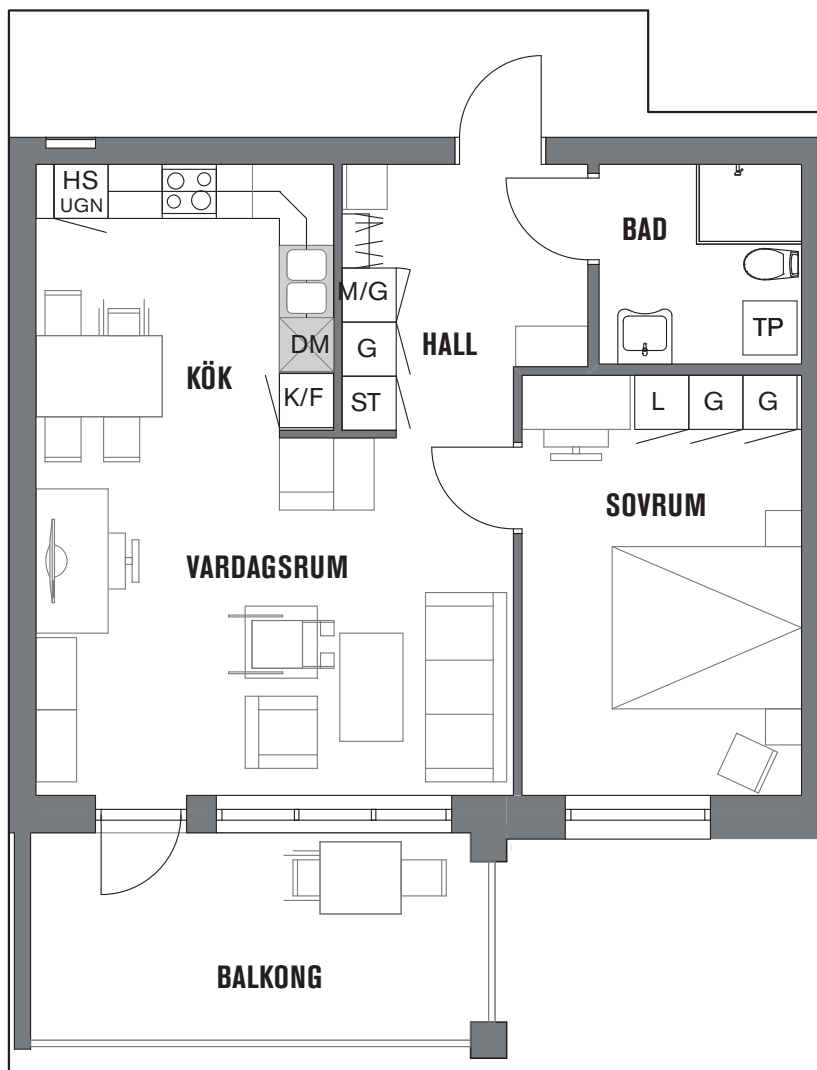 HS
UGN
BAD
M/G
TP
DM
G
HALL
KÖK
K/F
ST
L
G
G
SOVRUM
VARDAGSRUM
BALKONG